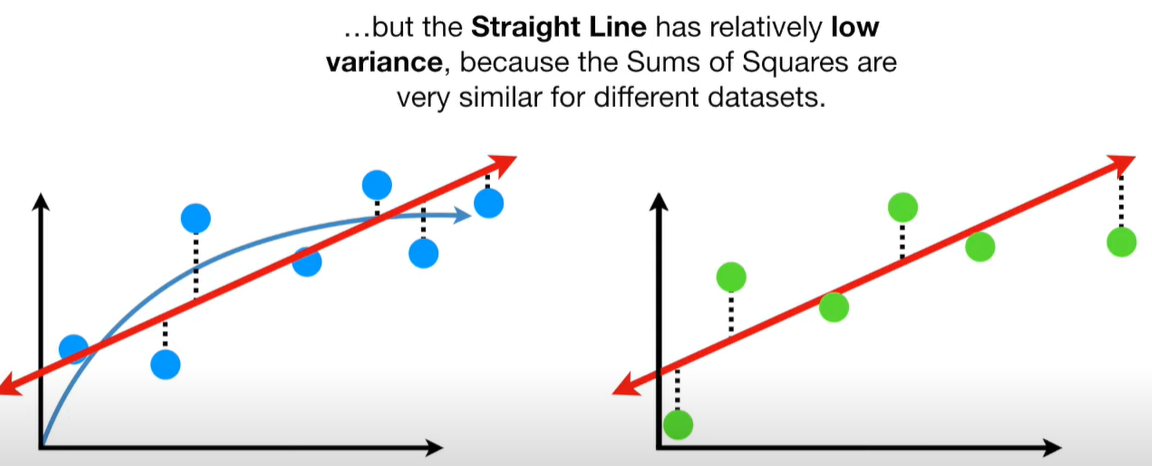 …but the Straight Line has relatively low
variance, because the Sums of Squares are
very similar for different datasets.